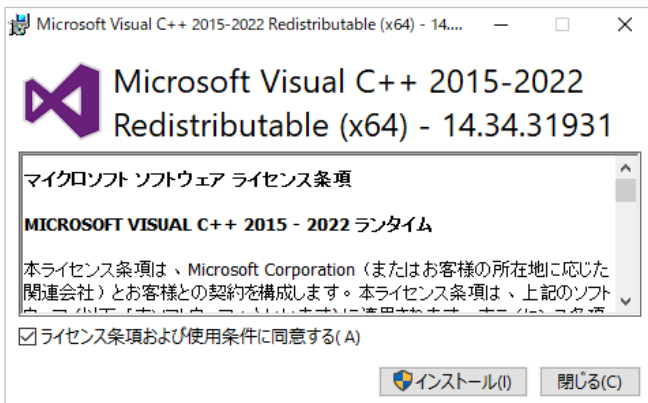 Microsoft Visual C++ 2015-2022 Redistributable (x64) - 14....
Microsoft Visual C++ 2015-2022
Redistributable (x64) - 14.34.31931
マイクロソフト ソフトウェア ライセンス条項
MICROSOFT VISUAL C++ 2015 - 2022 ランタイム
本ライセンス条項は、Microsoft Corporation（またはお客様の所在地に応じた
関連会社）とお客様との契約を構成します。本ライセンス条項は、上記のソフト
ライセンス条項および使用条件に同意する(A)
インストール(I)
閉じる(C)